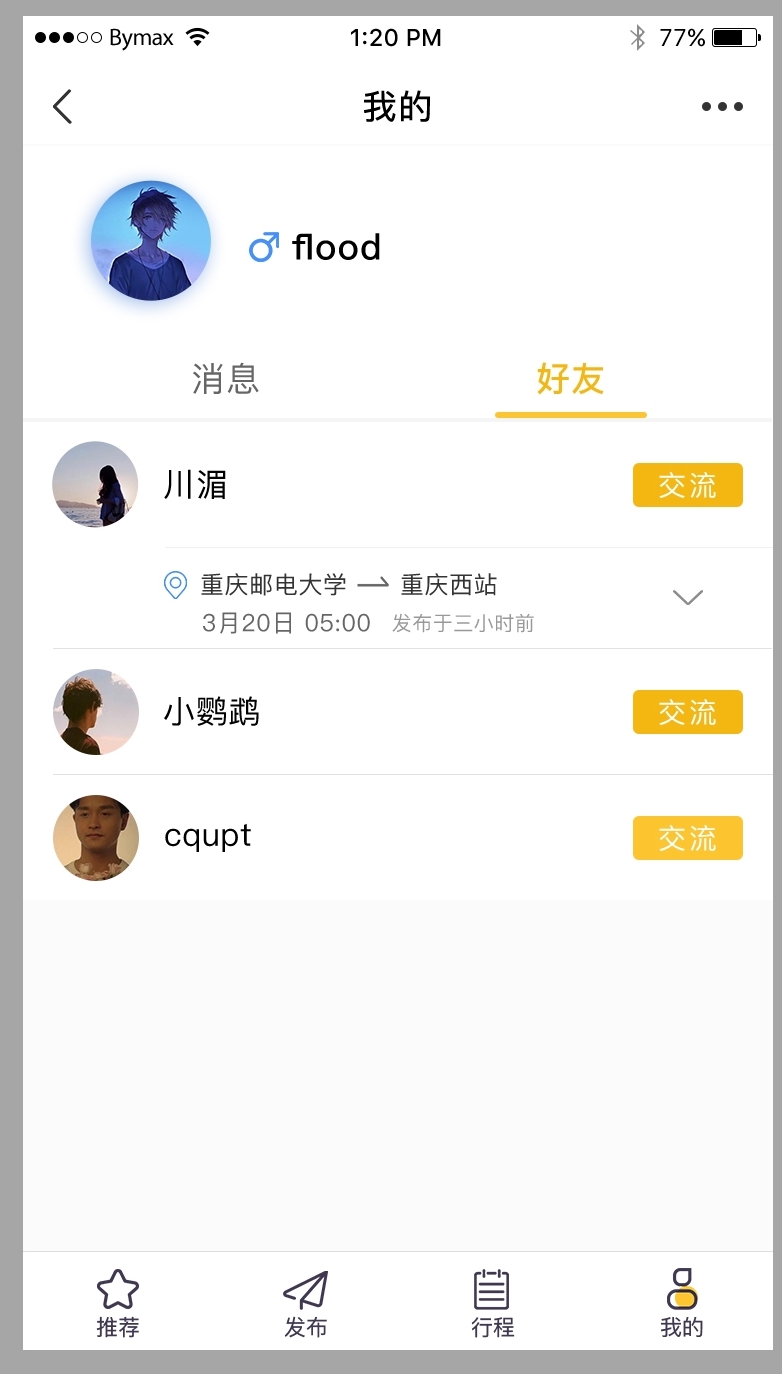 Bymax 1:20 PM 77%
我的
flood
消息 好友
川湄 交流
重庆邮电大学 重庆西站
3月20日 05:00 发布于三小时前
小鹦鹉 交流
cqupt 交流
推荐 发布 行程 我的